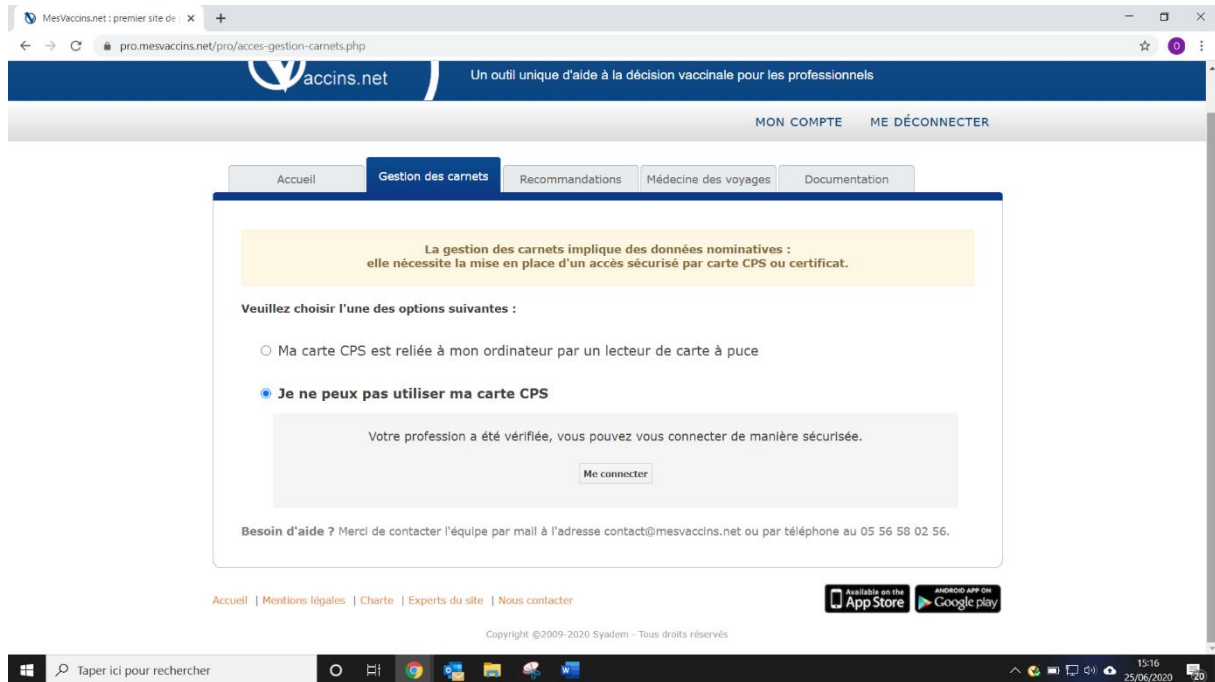 MesVaccins.net : premier site de
pro.mesvaccins.net/pro/acces-gestion-carnets.php
O
Vaccins.net
Un outil unique d'aide à la décision vaccinale pour les professionnels
MON COMPTE ME DÉCONNECTER
Accueil Gestion des carnets Recommandations Médecine des voyages Documentation
La gestion des carnets implique des données nominatives :
elle nécessite la mise en place d'un accès sécurisé par carte CPS ou certificat.
Veuillez choisir l'une des options suivantes :
Ma carte CPS est reliée à mon ordinateur par un lecteur de carte à puce
Je ne peux pas utiliser ma carte CPS
Votre profession a été vérifiée, vous pouvez vous connecter de manière sécurisée.
Me connecter
Besoin d'aide ? Merci de contacter l'équipe par mail à l'adresse contact@mesvaccins.net ou par téléphone au 05 56 58 02 56.
Accueil | Mentions légales | Charte | Experts du site | Nous contacter
Available on the
App Store
ANDROID APP ON
Google play
Copyright ©2009-2020 Syadem - Tous droits réservés
Taper ici pour rechercher
15:16
25/06/2020
20